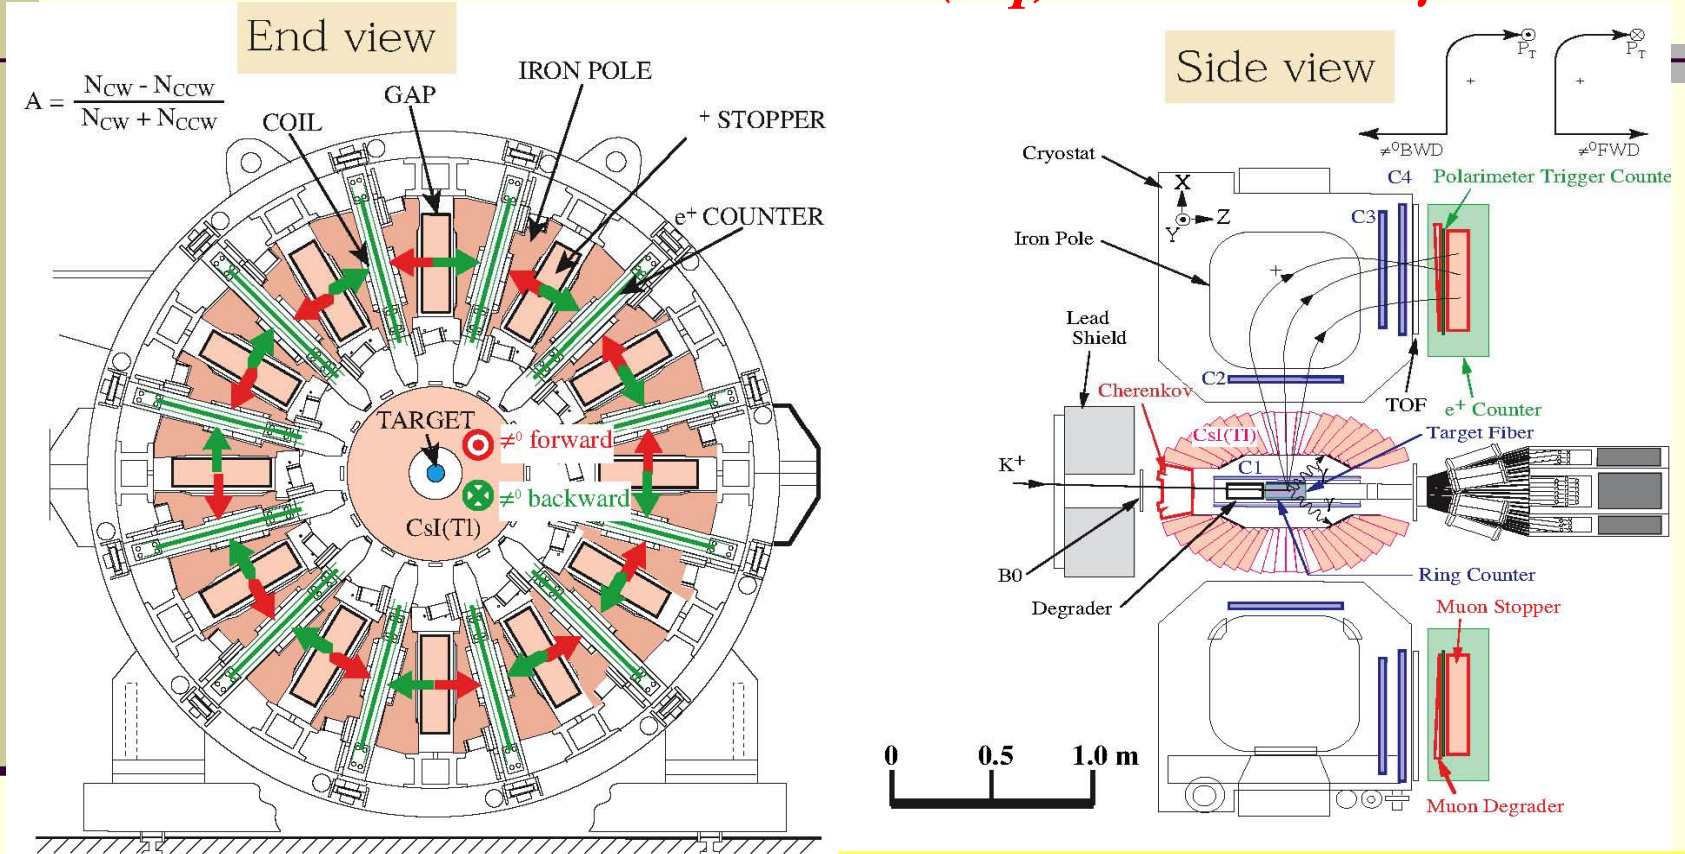 End view
A = N_CW - N_CCW
N_CW + N_CCW
COIL
GAP
IRON POLE
+ STOPPER
e+ COUNTER
TARGET
≠0 forward
≠0 backward
CsI(Tl)
Side view
P_T
P_T
+
+
≠0BWD
≠0FWD
Cryostat
X
Y
Z
C4
C3
Polarimeter Trigger Counte
Iron Pole
+
Lead
Shield
C2
Cherenkov
TOF
e+ Counter
CsI(Tl)
Target Fiber
K+
C1
γ
γ
B0
Degrader
Ring Counter
Muon Stopper
0 0.5 1.0 m
Muon Degrader